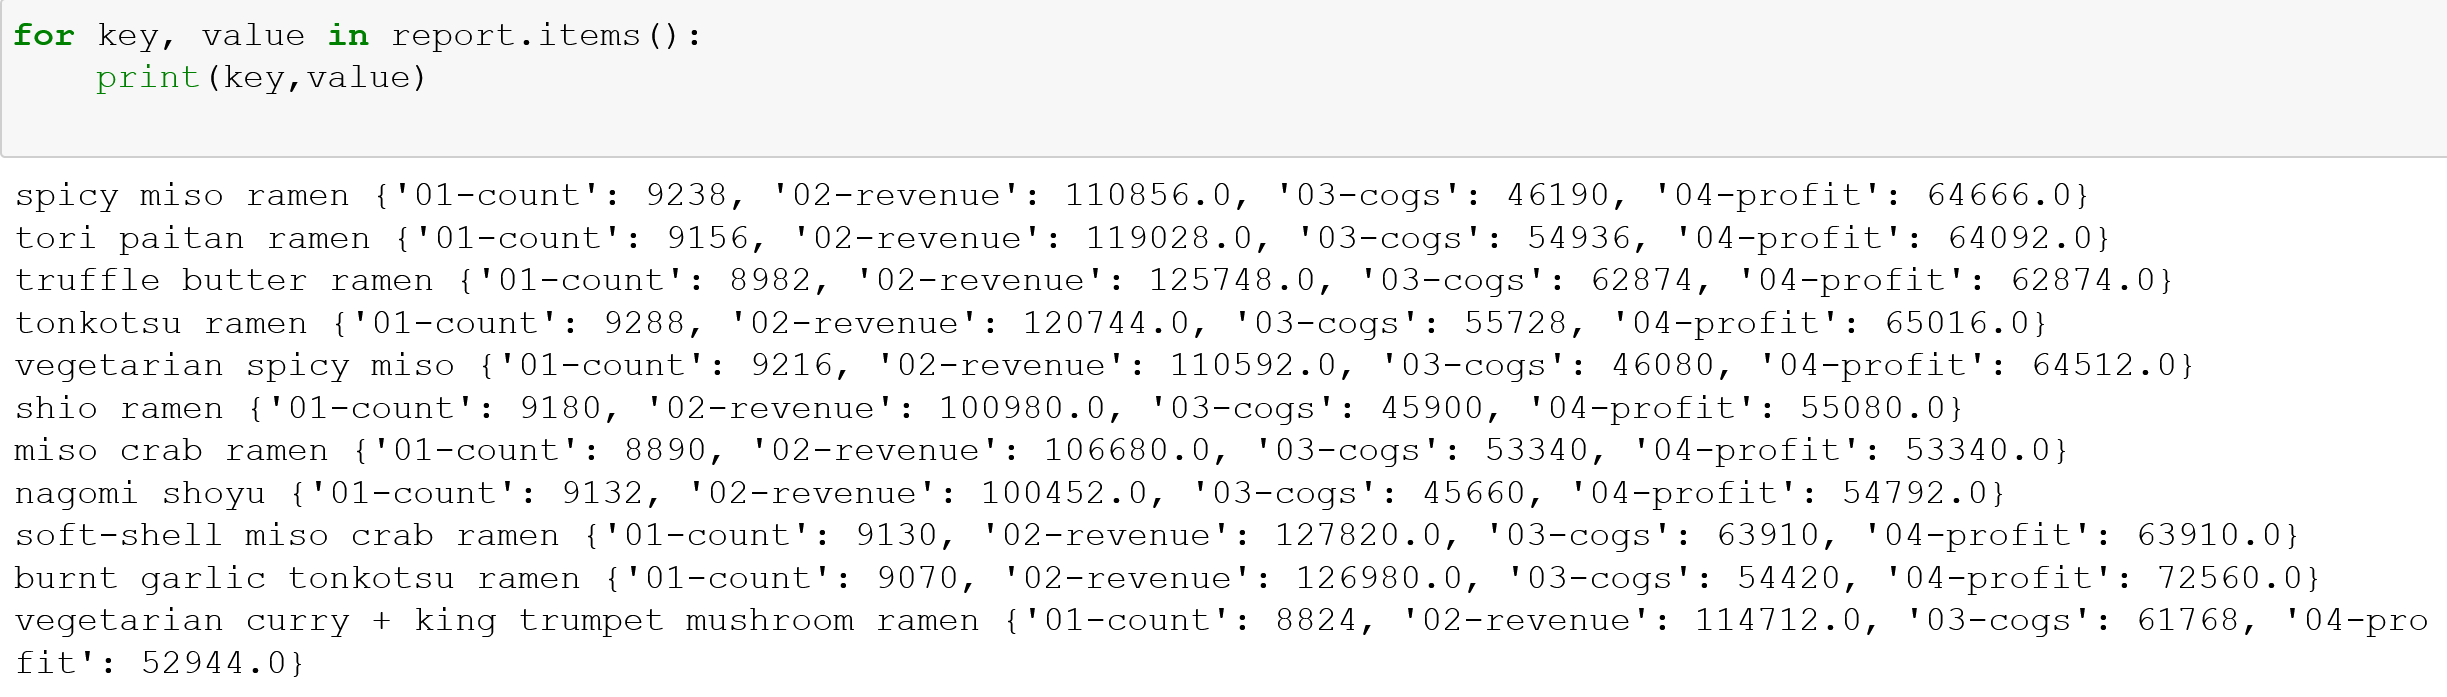 for key, value in report.items():
    print(key,value)
spicy miso ramen {'01-count': 9238, '02-revenue': 110856.0, '03-cogs': 46190, '04-profit': 64666.0}
tori paitan ramen {'01-count': 9156, '02-revenue': 119028.0, '03-cogs': 54936, '04-profit': 64092.0}
truffle butter ramen {'01-count': 8982, '02-revenue': 125748.0, '03-cogs': 62874, '04-profit': 62874.0}
tonkotsu ramen {'01-count': 9288, '02-revenue': 120744.0, '03-cogs': 55728, '04-profit': 65016.0}
vegetarian spicy miso {'01-count': 9216, '02-revenue': 110592.0, '03-cogs': 46080, '04-profit': 64512.0}
shio ramen {'01-count': 9180, '02-revenue': 100980.0, '03-cogs': 45900, '04-profit': 55080.0}
miso crab ramen {'01-count': 8890, '02-revenue': 106680.0, '03-cogs': 53340, '04-profit': 53340.0}
nagomi shoyu {'01-count': 9132, '02-revenue': 100452.0, '03-cogs': 45660, '04-profit': 54792.0}
soft-shell miso crab ramen {'01-count': 9130, '02-revenue': 127820.0, '03-cogs': 63910, '04-profit': 63910.0}
burnt garlic tonkotsu ramen {'01-count': 9070, '02-revenue': 126980.0, '03-cogs': 54420, '04-profit': 72560.0}
vegetarian curry + king trumpet mushroom ramen {'01-count': 8824, '02-revenue': 114712.0, '03-cogs': 61768, '04-pro
fit': 52944.0}